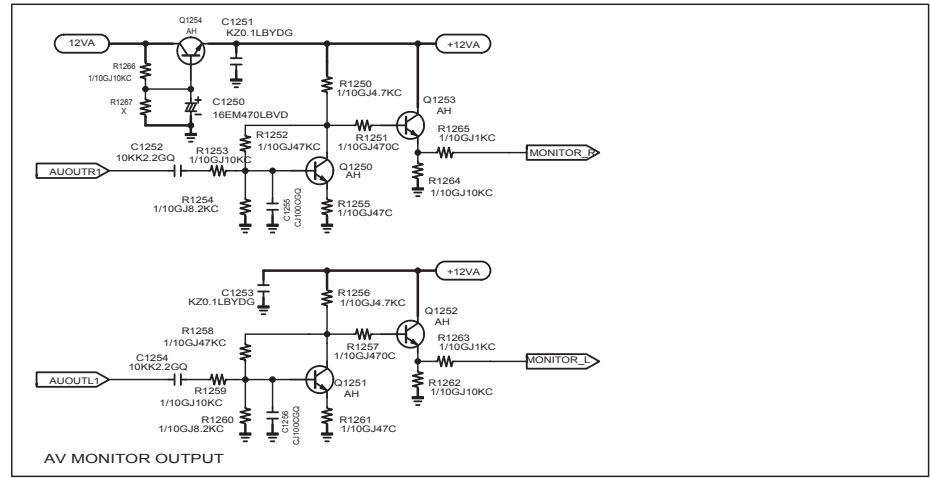 Q1254
AH
C1251
KZ0.1LBYDG
12VA
+12VA
R1266
1/10GJ10KC
R1250
1/10GJ4.7KC
Q1253
AH
R1267
X
C1250
16EM470LBVD
R1265
1/10GJ1KC
C1252
10KK2.2GQ
R1253
1/10GJ10KC
R1252
1/10GJ47KC
R1251
1/10GJ470C
MONITOR_R
AUOUTR1
Q1250
AH
R1264
1/10GJ10KC
R1254
1/10GJ8.2KC
C1255
CJ100CGQ
R1255
1/10GJ47C
+12VA
C1253
KZ0.1LBYDG
R1256
1/10GJ4.7KC
Q1252
AH
R1258
1/10GJ47KC
R1263
1/10GJ1KC
C1254
10KK2.2GQ
R1257
1/10GJ470C
MONITOR_L
AUOUTL1
R1259
1/10GJ10KC
Q1251
AH
R1262
1/10GJ10KC
R1260
1/10GJ8.2KC
C1256
CJ100CGQ
R1261
1/10GJ47C
AV MONITOR OUTPUT